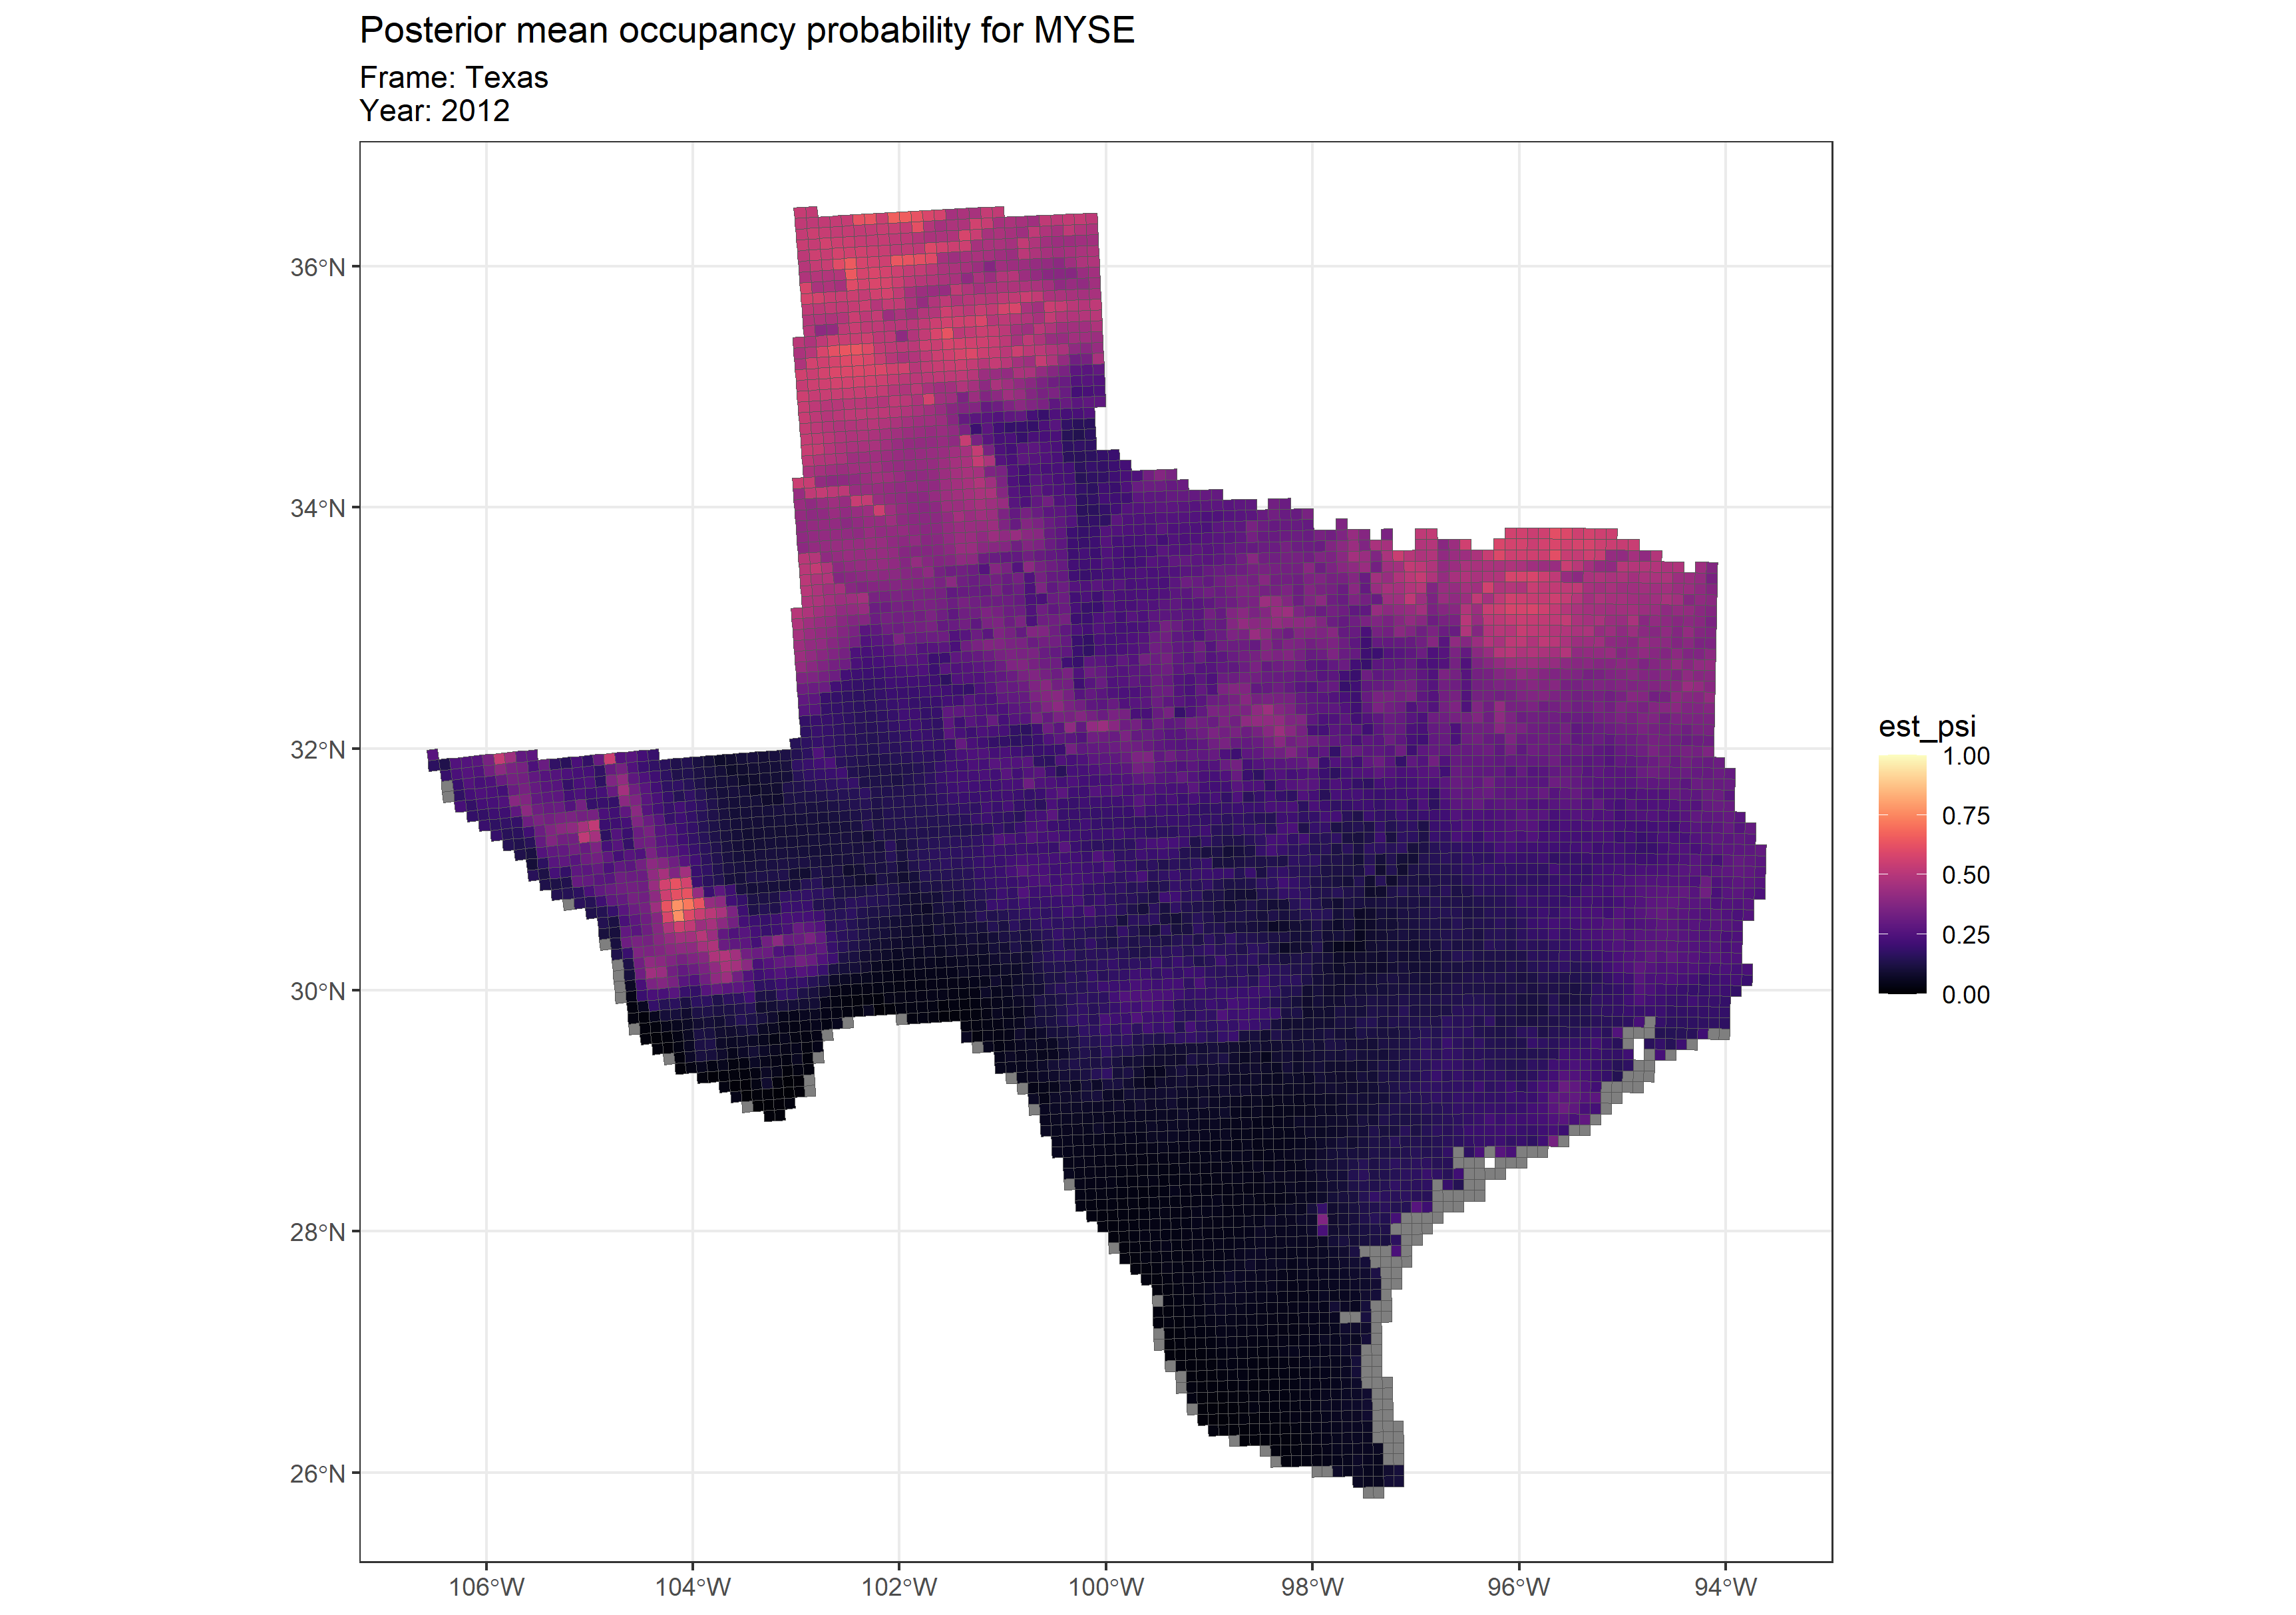 Posterior mean occupancy probability for MYSE
Frame: Texas
Year: 2012
36°N
34°N
32°N
30°N
28°N
26°N
106°W
104°W
102°W
100°W
98°W
96°W
94°W
est_psi
1.00
0.75
0.50
0.25
0.00